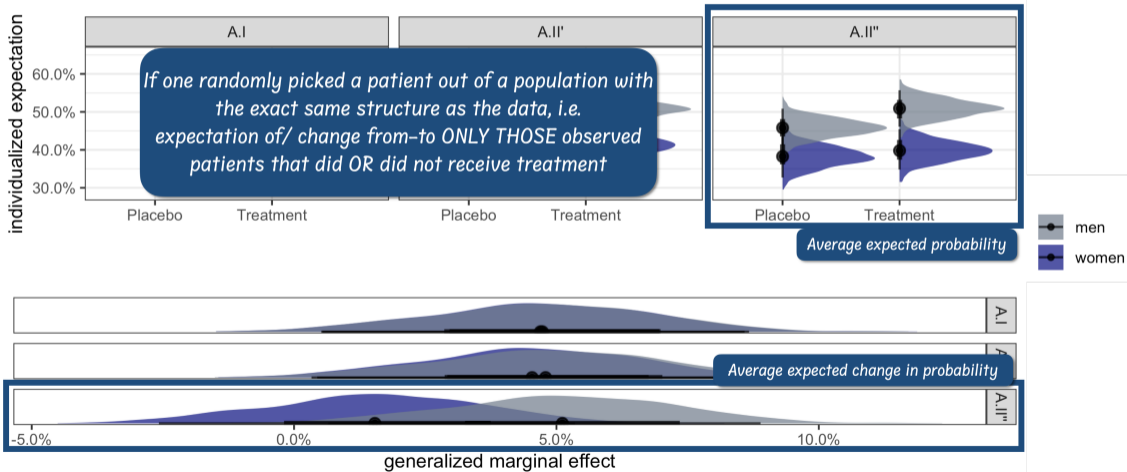 individualized expectation
A.I
A.II'
A.II"
60.0%
50.0%
40.0%
30.0%
If one randomly picked a patient out of a population with
the exact same structure as the data, i.e.
expectation of/ change from–to ONLY THOSE observed
patients that did OR did not receive treatment
Placebo
Treatment
Placebo
Treatment
Placebo
Treatment
Average expected probability
men
women
A.I
Average expected change in probability
A.II"
-5.0%
0.0%
5.0%
10.0%
generalized marginal effect